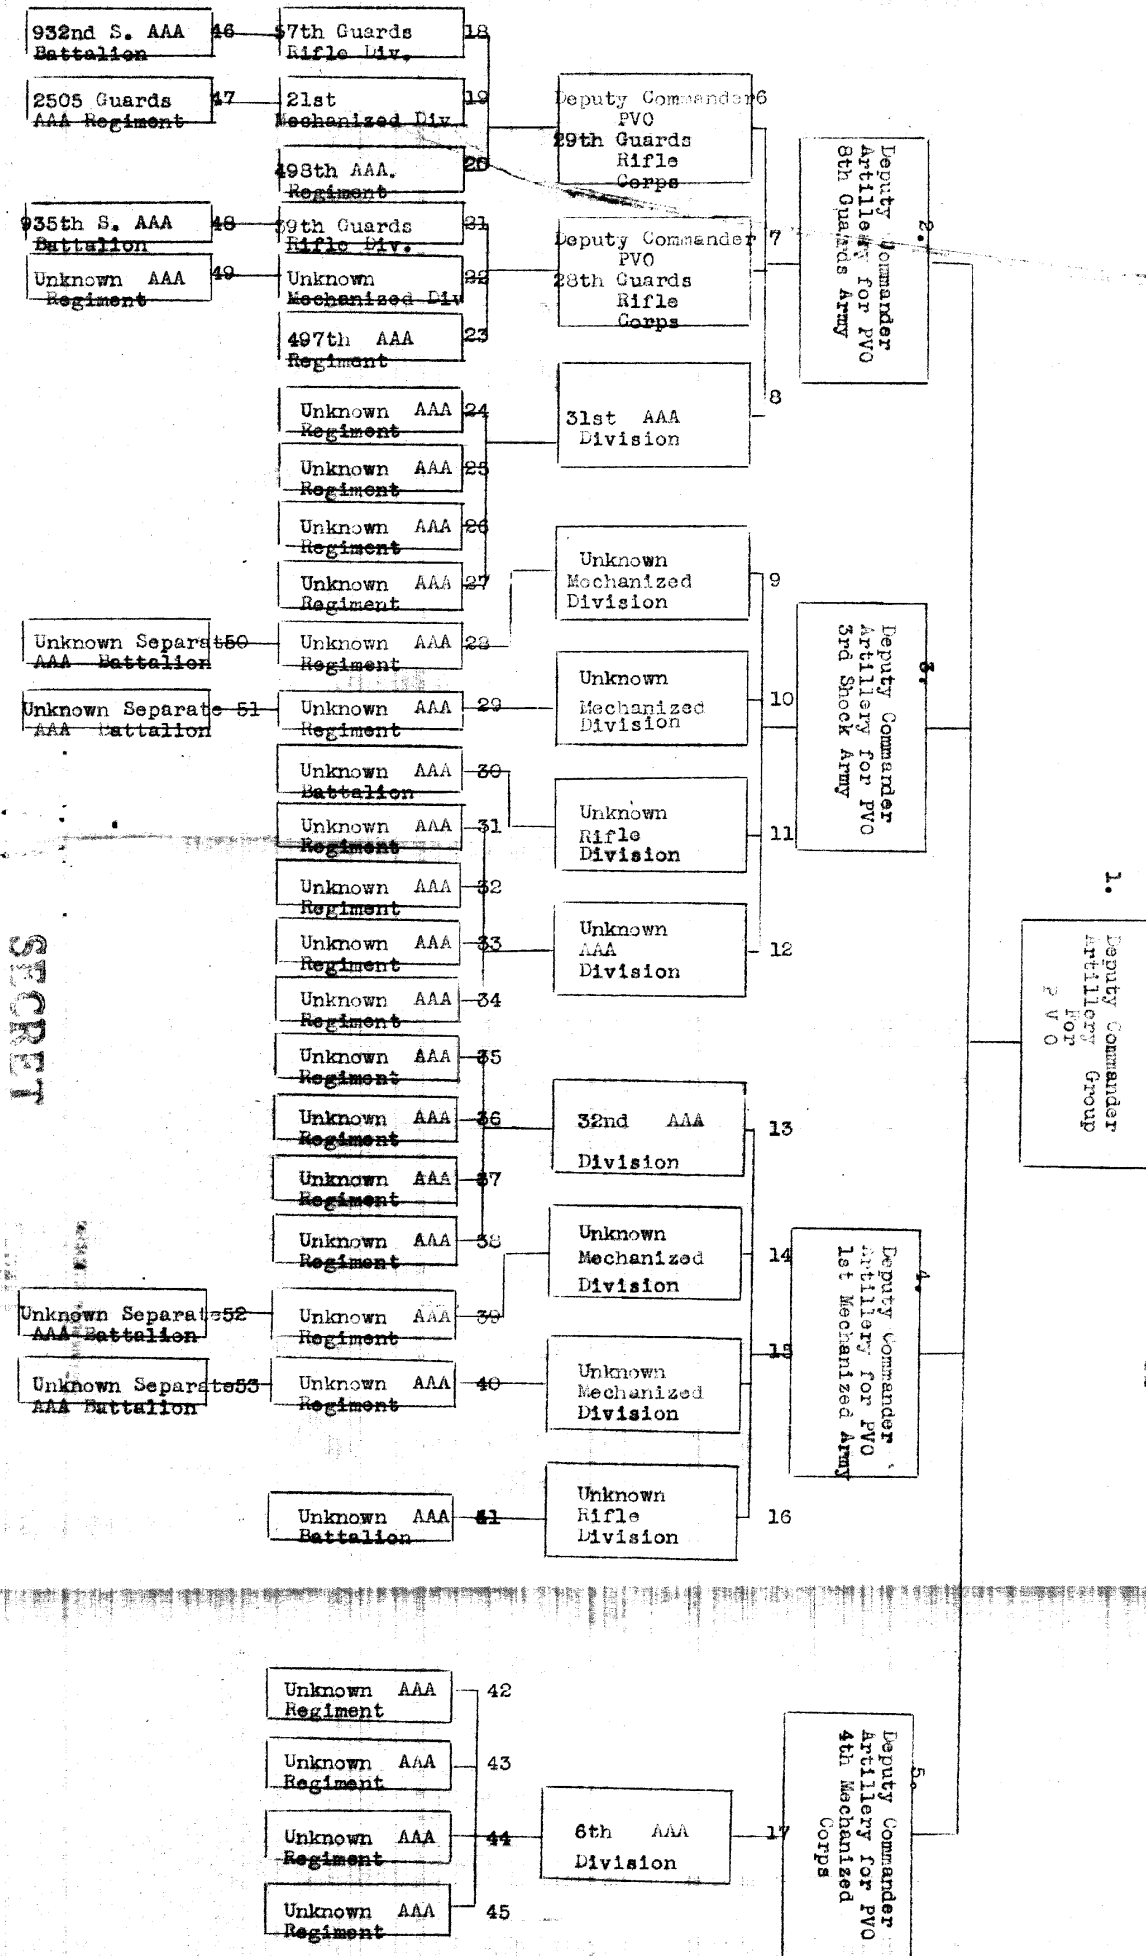 932nd S. AAA 46
Battalion
57th Guards 18
Rifle Div.
2505 Guards 47
AAA Regiment
21st 19
Mechanized Div.
498th AAA. 20
Regiment
935th S. AAA 48
Battalion
39th Guards 21
Rifle Div.
Unknown AAA 49
Regiment
Unknown 22
Mechanized Div
497th AAA 23
Regiment
Unknown AAA 24
Regiment
Unknown AAA 25
Regiment
Unknown AAA 26
Regiment
Unknown AAA 27
Regiment
Unknown Separate 50
AAA Battalion
Unknown AAA 28
Regiment
Unknown Separate 51
AAA Battalion
Unknown AAA 29
Regiment
Unknown AAA 30
Battalion
Unknown AAA 31
Regiment
Unknown AAA 32
Regiment
Unknown AAA 33
Regiment
Unknown AAA 34
Regiment
Unknown AAA 35
Regiment
Unknown AAA 36
Regiment
Unknown AAA 37
Regiment
Unknown AAA 38
Regiment
Unknown Separate 52
AAA Battalion
Unknown AAA 39
Regiment
Unknown Separate 53
AAA Battalion
Unknown AAA 40
Regiment
Unknown AAA 41
Battalion
Unknown AAA 42
Regiment
Unknown AAA 43
Regiment
Unknown AAA 44
Regiment
Unknown AAA 45
Regiment
Deputy Commander 6
PVO
29th Guards
Rifle
Corps
Deputy Commander 7
PVO
28th Guards
Rifle
Corps
31st AAA 8
Division
Unknown 9
Mechanized
Division
Unknown 10
Mechanized
Division
Unknown 11
Rifle
Division
Unknown 12
AAA
Division
32nd AAA 13
Division
Unknown 14
Mechanized
Division
Unknown 15
Mechanized
Division
Unknown 16
Rifle
Division
6th AAA 17
Division
2.
Deputy Commander
Artillery for PVO
8th Guards Army
3.
Deputy Commander
Artillery for PVO
3rd Shock Army
4.
Deputy Commander
Artillery for PVO
1st Mechanized Army
5.
Deputy Commander
Artillery for PVO
4th Mechanized
Corps
1.
Deputy Commander
Artillery Group
For
P V O
SECRET